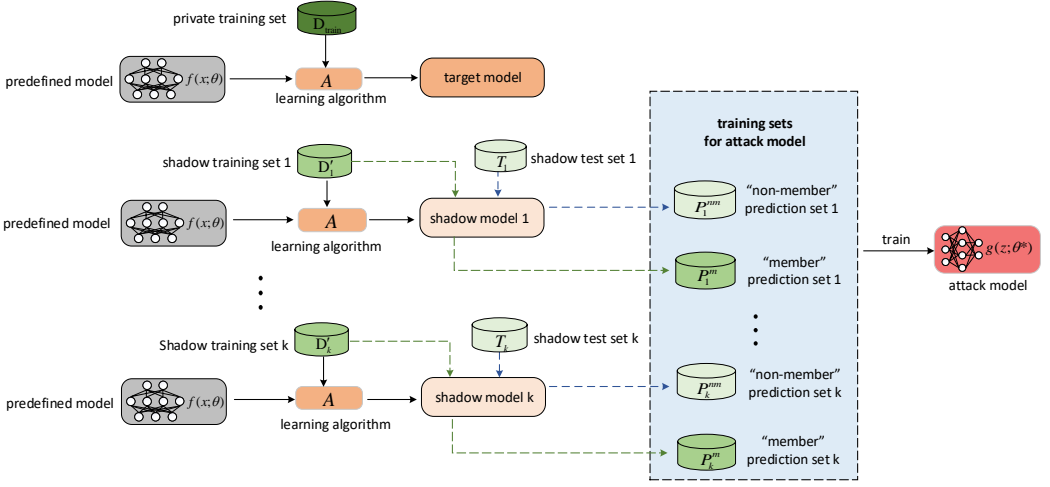 private training set
D_train
predefined model
f(x;θ)
A
learning algorithm
target model
shadow training set 1
D′_1
T_1
shadow test set 1
predefined model
f(x;θ)
A
learning algorithm
shadow model 1
training sets
for attack model
P_1^{nm}
"non-member"
prediction set 1
P_1^m
"member"
prediction set 1
train
g(z;θ*)
attack model
Shadow training set k
D′_k
T_k
shadow test set k
predefined model
f(x;θ)
A
learning algorithm
shadow model k
P_k^{nm}
"non-member"
prediction set k
P_k^m
"member"
prediction set k